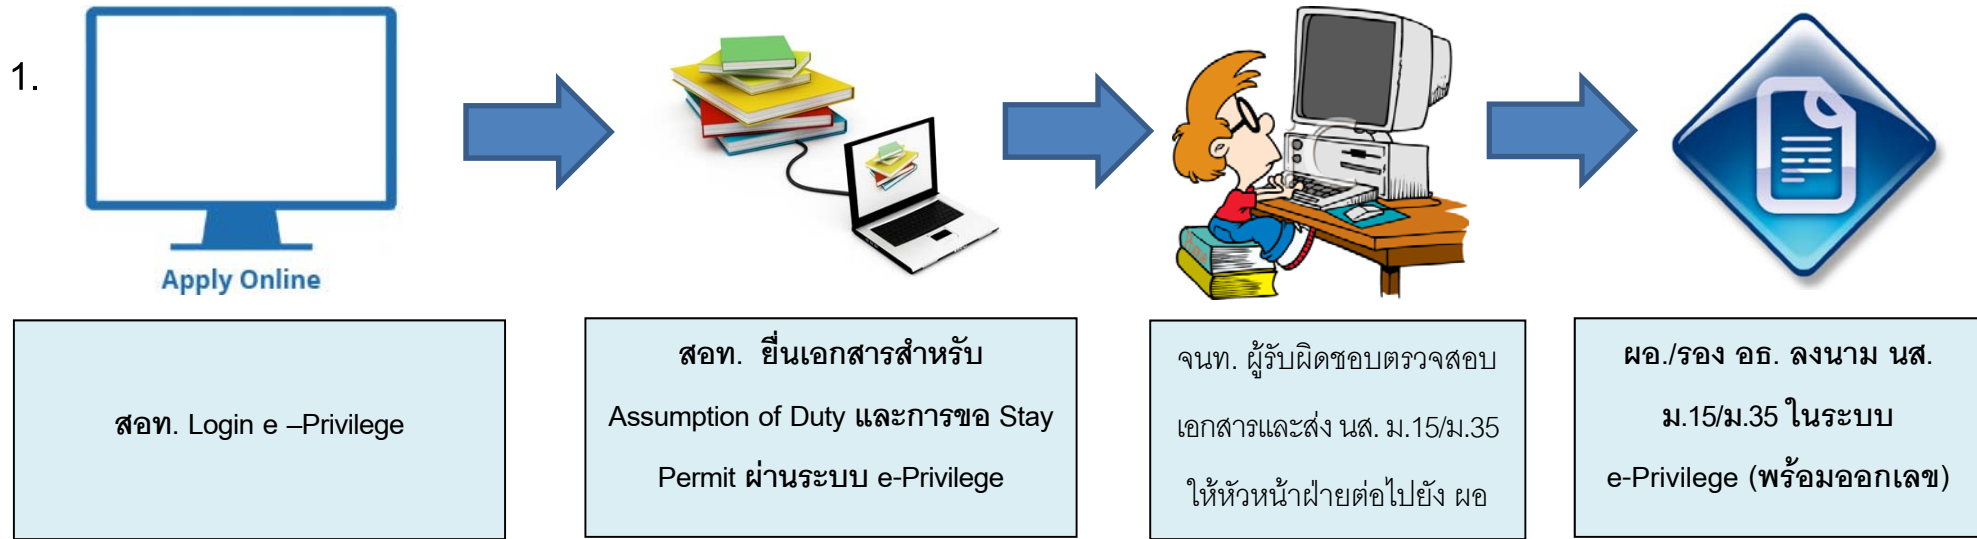 1.
Apply Online
สอท. Login e –Privilege
สอท. ยื่นเอกสารสำหรับ
Assumption of Duty และการขอ Stay
Permit ผ่านระบบ e-Privilege
จนท. ผู้รับผิดชอบตรวจสอบ
เอกสารและส่ง นส. ม.15/ม.35
ให้หัวหน้าฝ่ายต่อไปยัง ผอ
ผอ./รอง อธ. ลงนาม นส.
ม.15/ม.35 ในระบบ
e-Privilege (พร้อมออกเลข)